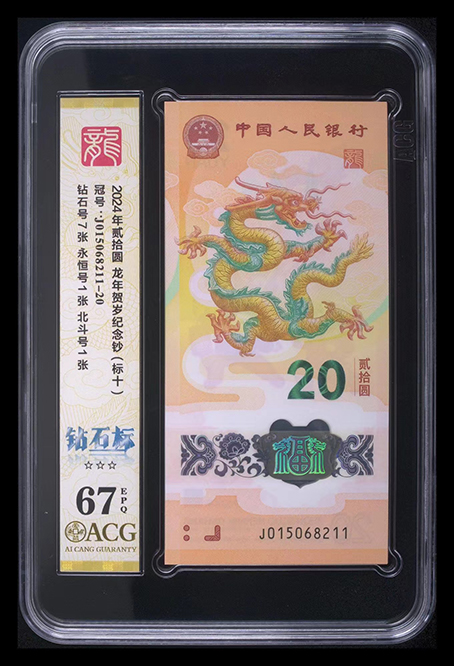 龍
2024年贰拾圆 龙年贺岁纪念钞（标十）
冠号：J015068211-20
钻石号7张 永恒号1张 北斗号1张
钻石标
☆☆☆
67 EPQ
ACG
AI CANG GUARANTY
中国人民银行
龍
20 贰拾圆
J015068211
ACG